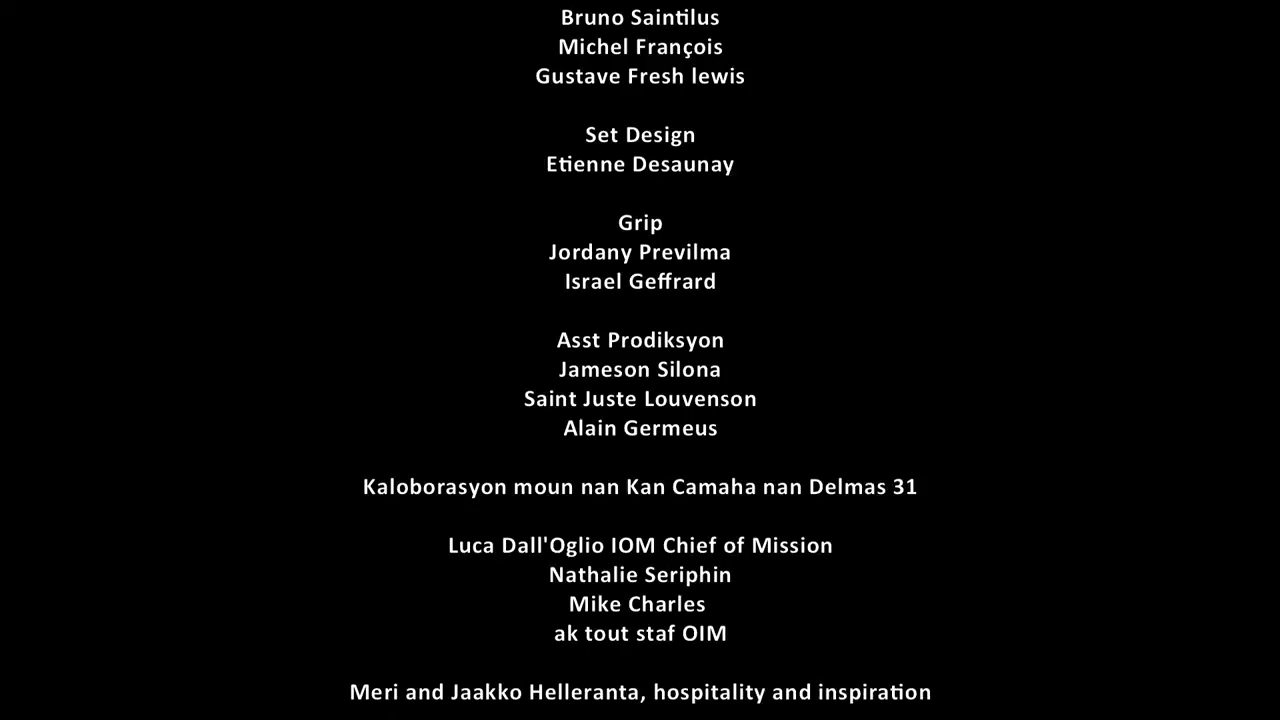 Bruno Saintilus
Michel François
Gustave Fresh lewis
Set Design
Etienne Desaunay
Grip
Jordany Previlma
Israel Geffrard
Asst Prodiksyon
Jameson Silona
Saint Juste Louvenson
Alain Germeus
Kaloborasyon moun nan Kan Camaha nan Delmas 31
Luca Dall'Oglio IOM Chief of Mission
Nathalie Seriphin
Mike Charles
ak tout staf OIM
Meri and Jaakko Helleranta, hospitality and inspiration